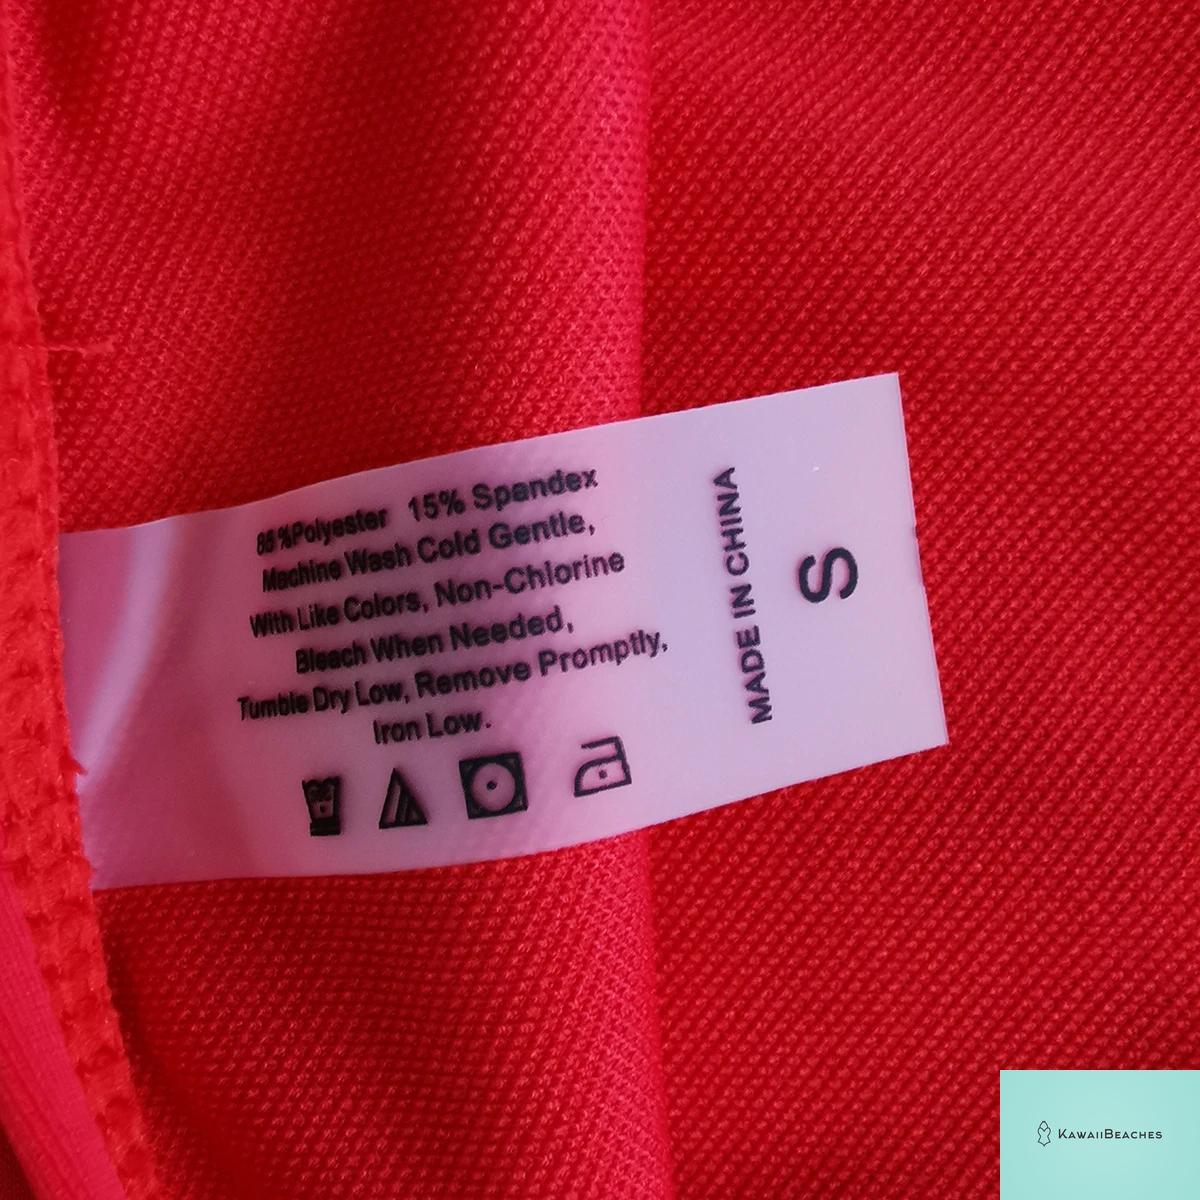 85%Polyester 15% Spandex
Machine Wash Cold Gentle,
With Like Colors, Non-Chlorine
Bleach When Needed,
Tumble Dry Low, Remove Promptly,
Iron Low.
MADE IN CHINA
S
KAWAIIBEACHES